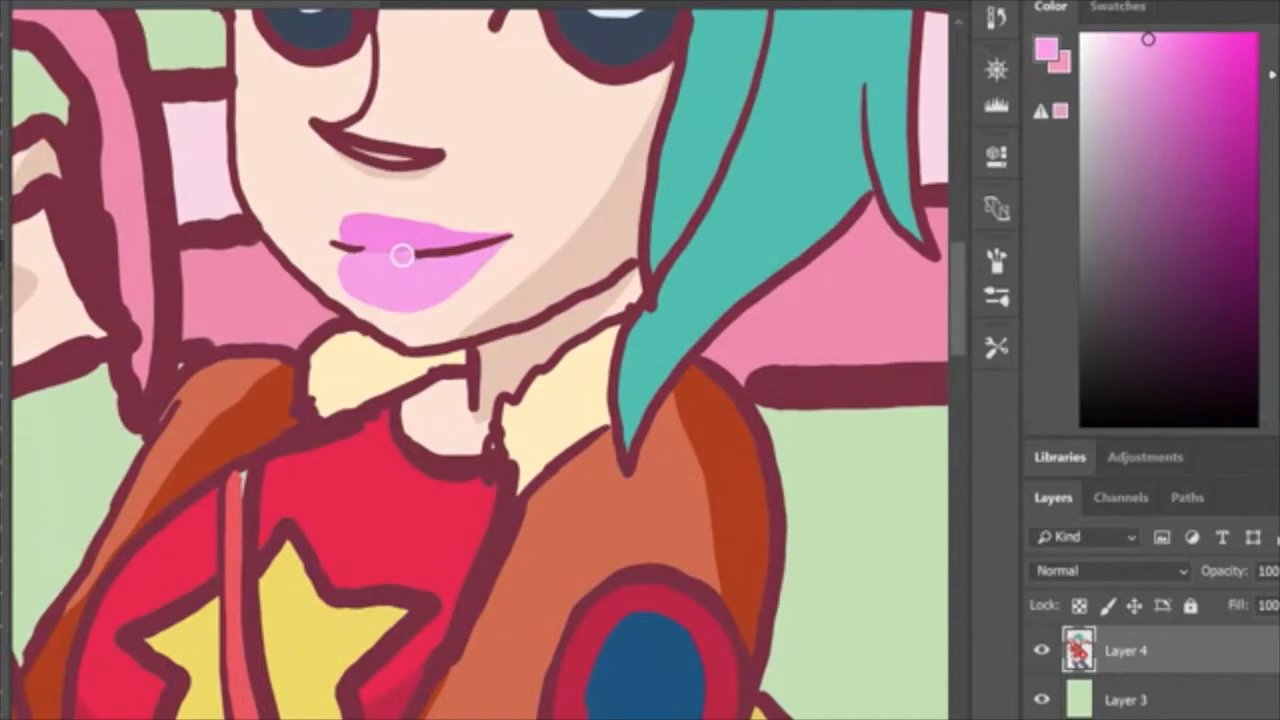 Color Swatches
Libraries Adjustments
Layers Channels Paths
Kind
Normal Opacity: 100
Lock: Fill: 100
Layer 4
Layer 3